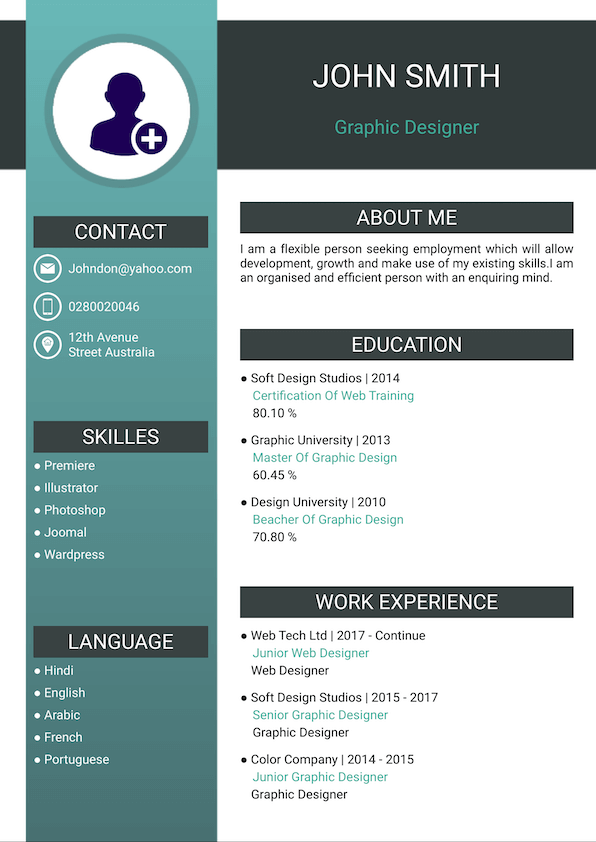 JOHN SMITH
Graphic Designer
CONTACT
Johndon@yahoo.com
0280020046
12th Avenue
Street Australia
SKILLES
● Premiere
● Illustrator
● Photoshop
● Joomal
● Wardpress
LANGUAGE
● Hindi
● English
● Arabic
● French
● Portuguese
ABOUT ME
I am a flexible person seeking employment which will allow
development, growth and make use of my existing skills.I am
an organised and efficient person with an enquiring mind.
EDUCATION
● Soft Design Studios | 2014
Certification Of Web Training
80.10 %
● Graphic University | 2013
Master Of Graphic Design
60.45 %
● Design University | 2010
Beacher Of Graphic Design
70.80 %
WORK EXPERIENCE
● Web Tech Ltd | 2017 - Continue
Junior Web Designer
Web Designer
● Soft Design Studios | 2015 - 2017
Senior Graphic Designer
Graphic Designer
● Color Company | 2014 - 2015
Junior Graphic Designer
Graphic Designer